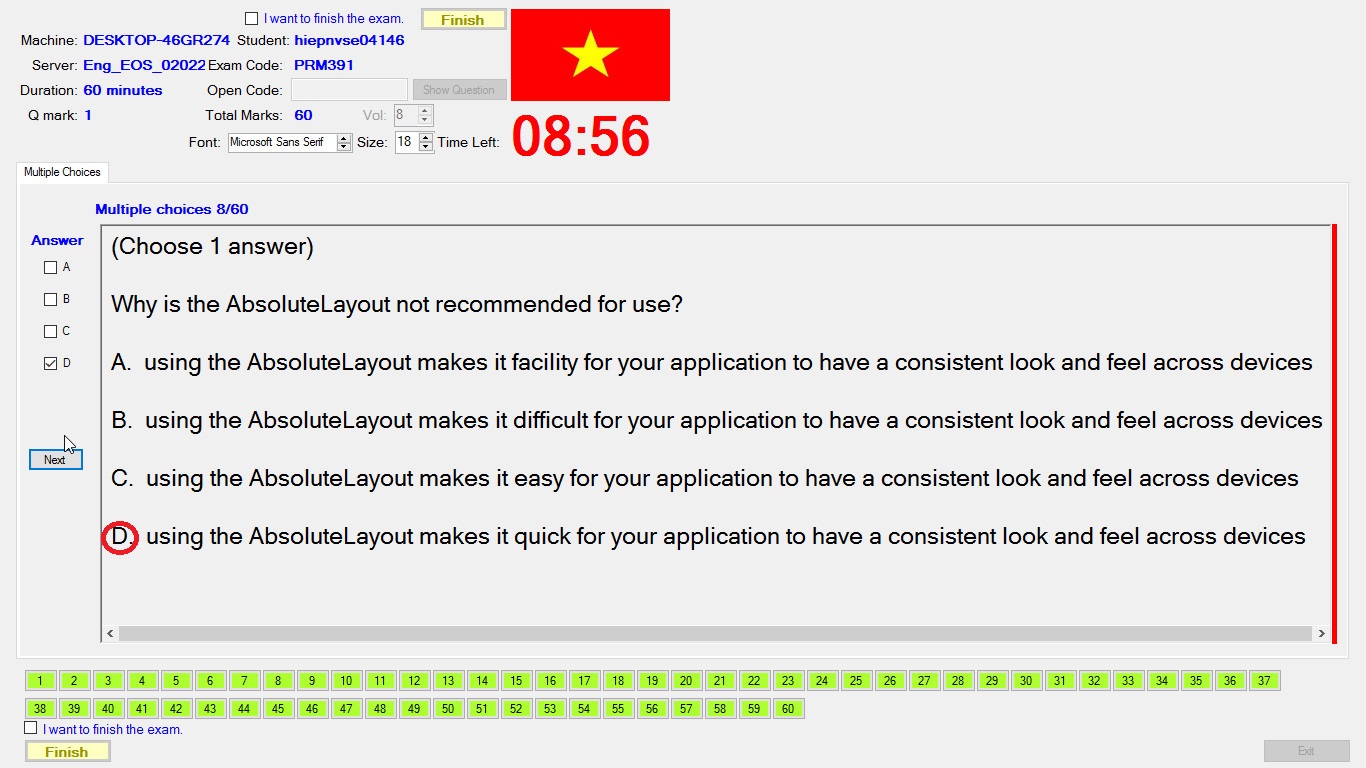 I want to finish the exam. Finish
Machine: DESKTOP-46GR274 Student: hiepnvse04146
Server: Eng_EOS_02022 Exam Code: PRM391
Duration: 60 minutes Open Code: Show Question
Q mark: 1 Total Marks: 60 Vol: 8
Font: Microsoft Sans Serif Size: 18 Time Left: 08:56
Multiple Choices
Multiple choices 8/60
Answer
A
B
C
D
Next
(Choose 1 answer)
Why is the AbsoluteLayout not recommended for use?
A. using the AbsoluteLayout makes it facility for your application to have a consistent look and feel across devices
B. using the AbsoluteLayout makes it difficult for your application to have a consistent look and feel across devices
C. using the AbsoluteLayout makes it easy for your application to have a consistent look and feel across devices
D. using the AbsoluteLayout makes it quick for your application to have a consistent look and feel across devices
1 2 3 4 5 6 7 8 9 10 11 12 13 14 15 16 17 18 19 20 21 22 23 24 25 26 27 28 29 30 31 32 33 34 35 36 37
38 39 40 41 42 43 44 45 46 47 48 49 50 51 52 53 54 55 56 57 58 59 60
I want to finish the exam.
Finish Exit